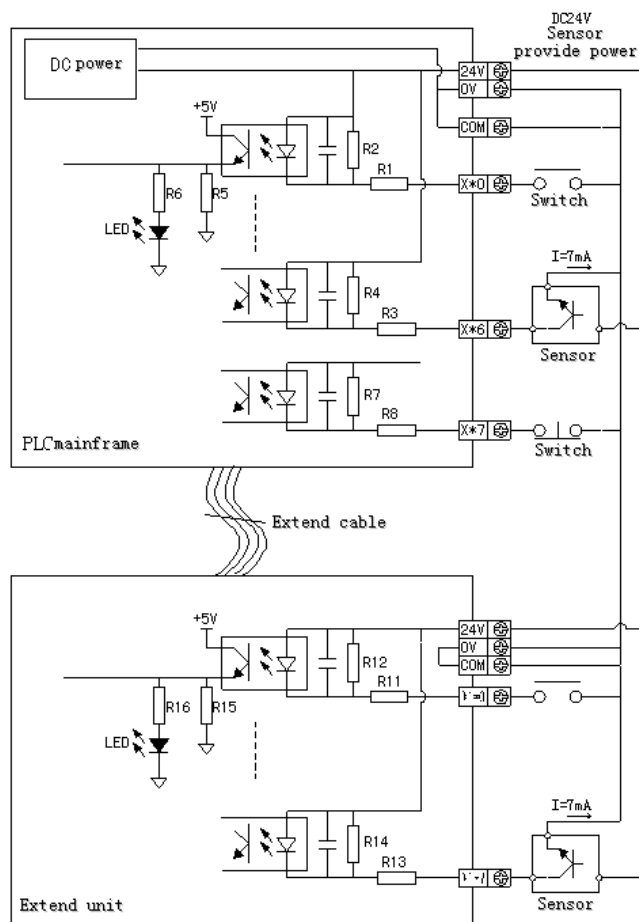 DC24V
Sensor
provide power
DC power
24V
0V
+5V
COM
R2
R1
X*0
R6
R5
Switch
LED
I=7mA
R4
R3
X*6
Sensor
R7
R8
X*7
PLCmainframe
Switch
Extend cable
+5V
24V
0V
R12
COM
R11
R16
R15
LED
I=7mA
R14
R13
Extend unit
Sensor